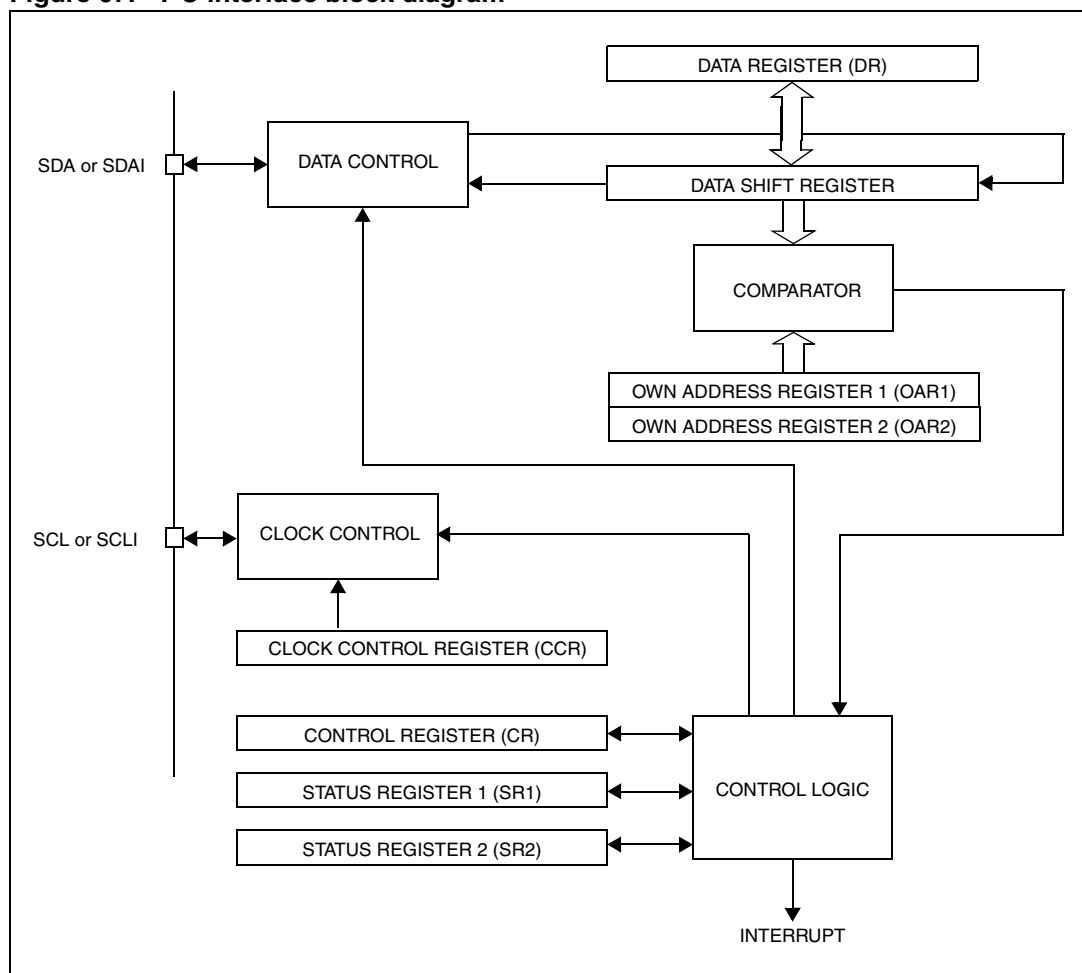 DATA REGISTER (DR)
SDA or SDAI
DATA CONTROL
DATA SHIFT REGISTER
COMPARATOR
OWN ADDRESS REGISTER 1 (OAR1)
OWN ADDRESS REGISTER 2 (OAR2)
SCL or SCLI
CLOCK CONTROL
CLOCK CONTROL REGISTER (CCR)
CONTROL REGISTER (CR)
STATUS REGISTER 1 (SR1)
CONTROL LOGIC
STATUS REGISTER 2 (SR2)
INTERRUPT